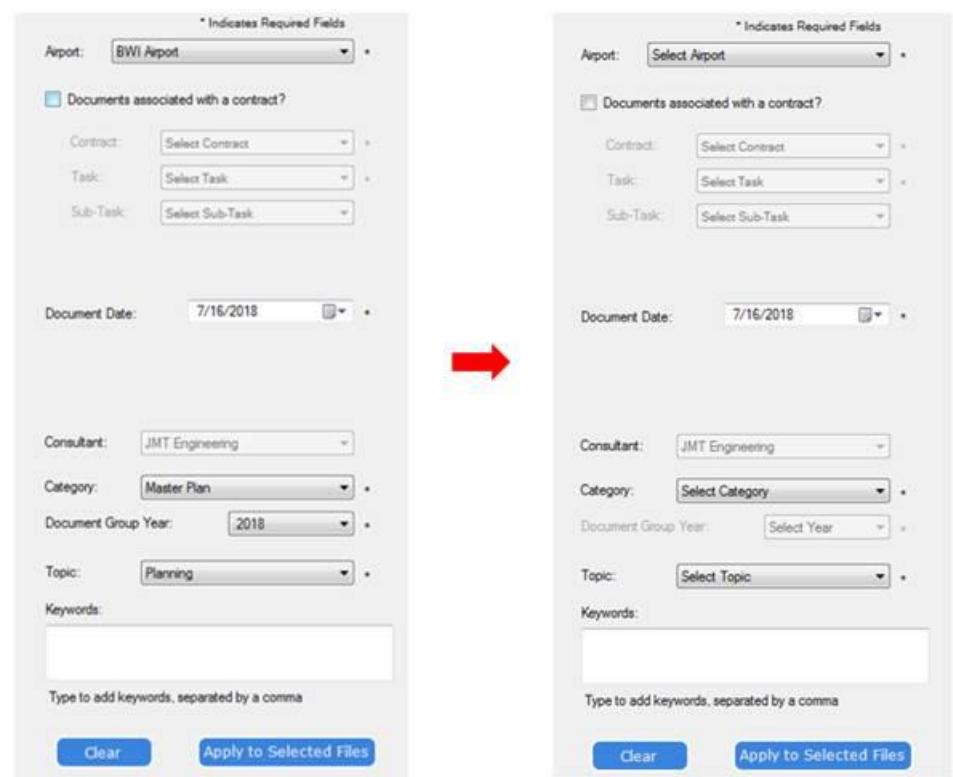 * Indicates Required Fields
Airport: BWI Airport *
Documents associated with a contract?
Contract: Select Contract *
Task: Select Task *
Sub-Task: Select Sub-Task
Document Date: 7/16/2018 *
Consultant: JMT Engineering
Category: Master Plan *
Document Group Year: 2018 *
Topic: Planning *
Keywords:
Type to add keywords, separated by a comma
Clear Apply to Selected Files
* Indicates Required Fields
Airport: Select Airport *
Documents associated with a contract?
Contract: Select Contract *
Task: Select Task *
Sub-Task: Select Sub-Task
Document Date: 7/16/2018 *
Consultant: JMT Engineering
Category: Select Category *
Document Group Year: Select Year *
Topic: Select Topic *
Keywords:
Type to add keywords, separated by a comma
Clear Apply to Selected Files